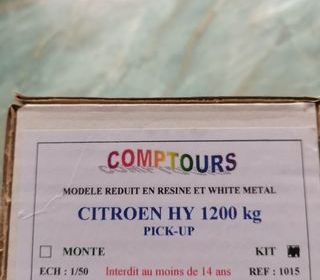 COMPTOURS
MODELE REDUIT EN RESINE ET WHITE METAL
CITROEN HY 1200 kg
PICK-UP
MONTE KIT
ECH : 1/50 Interdit au moins de 14 ans REF : 1015